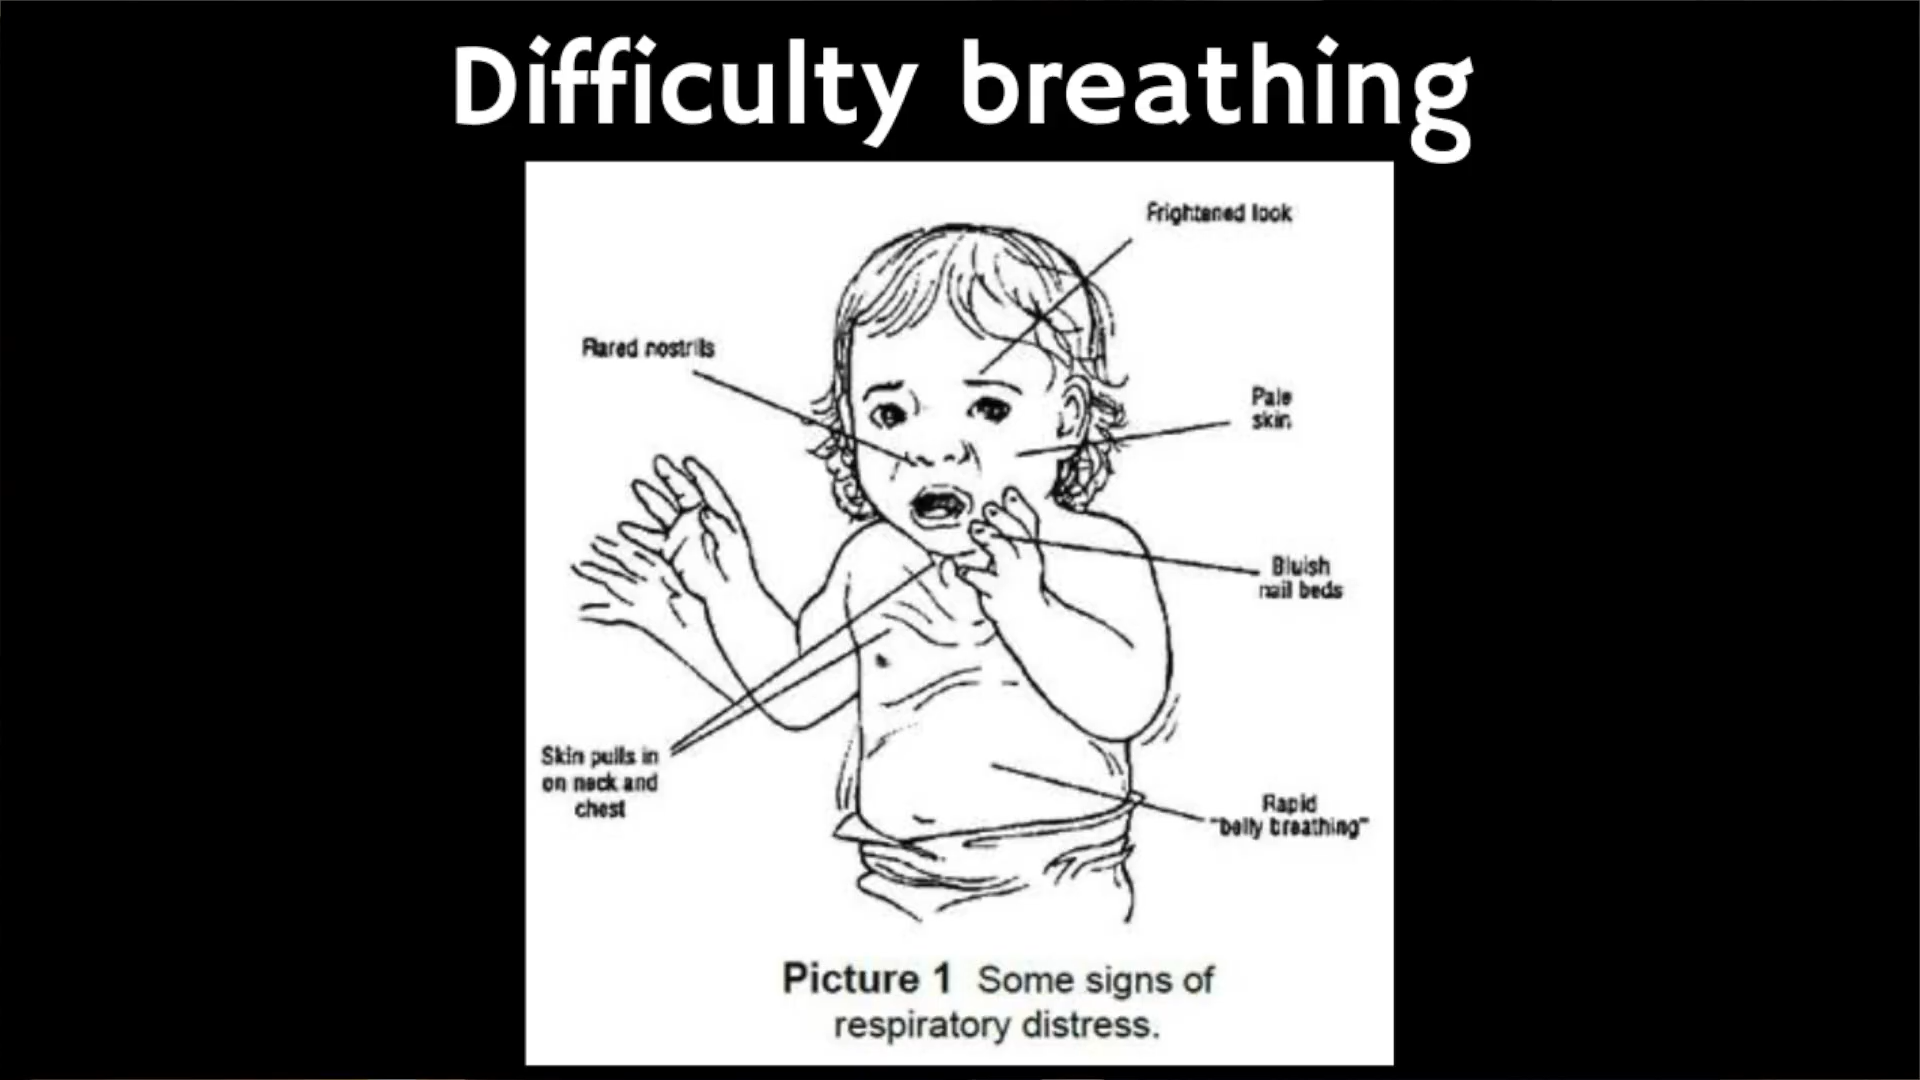 Difficulty breathing
Frightened look
Flared nostrills
Pale
skin
Bluish
nail beds
Skin pulls in
on neck and
chest
Rapid
"belly breathing"
Picture 1 Some signs of
respiratory distress.